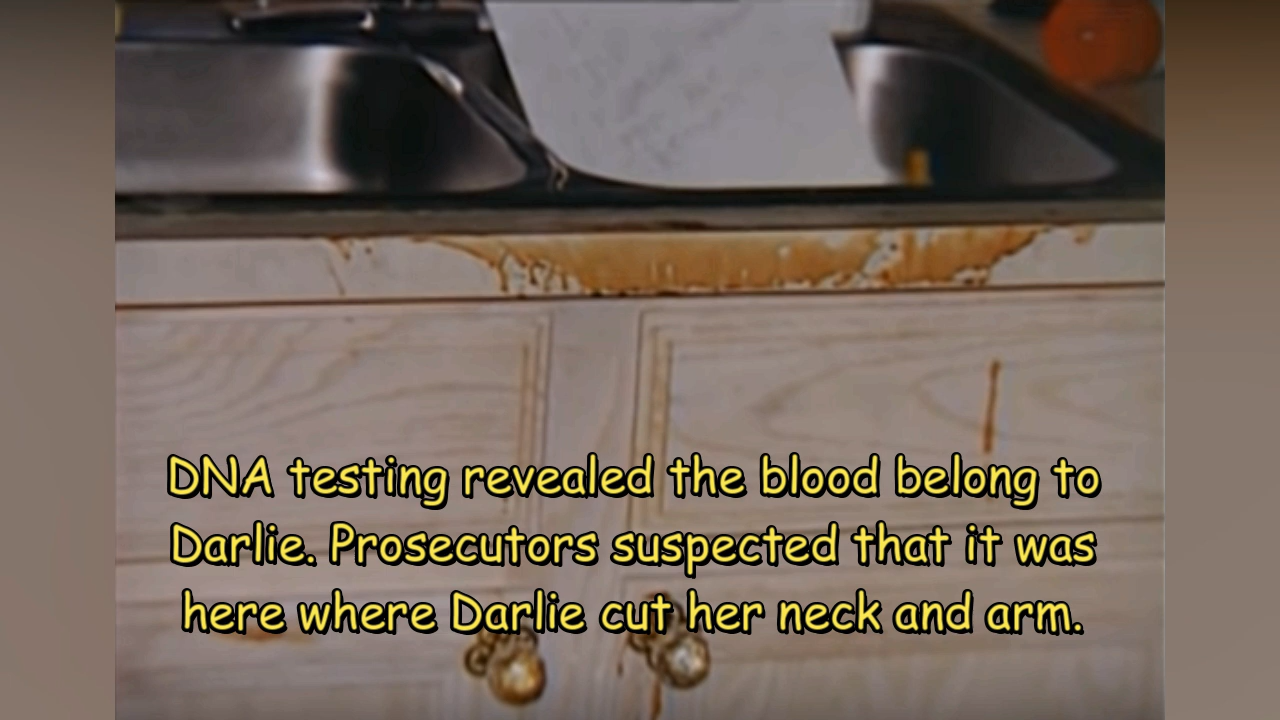 DNA testing revealed the blood belong to
Darlie. Prosecutors suspected that it was
here where Darlie cut her neck and arm.